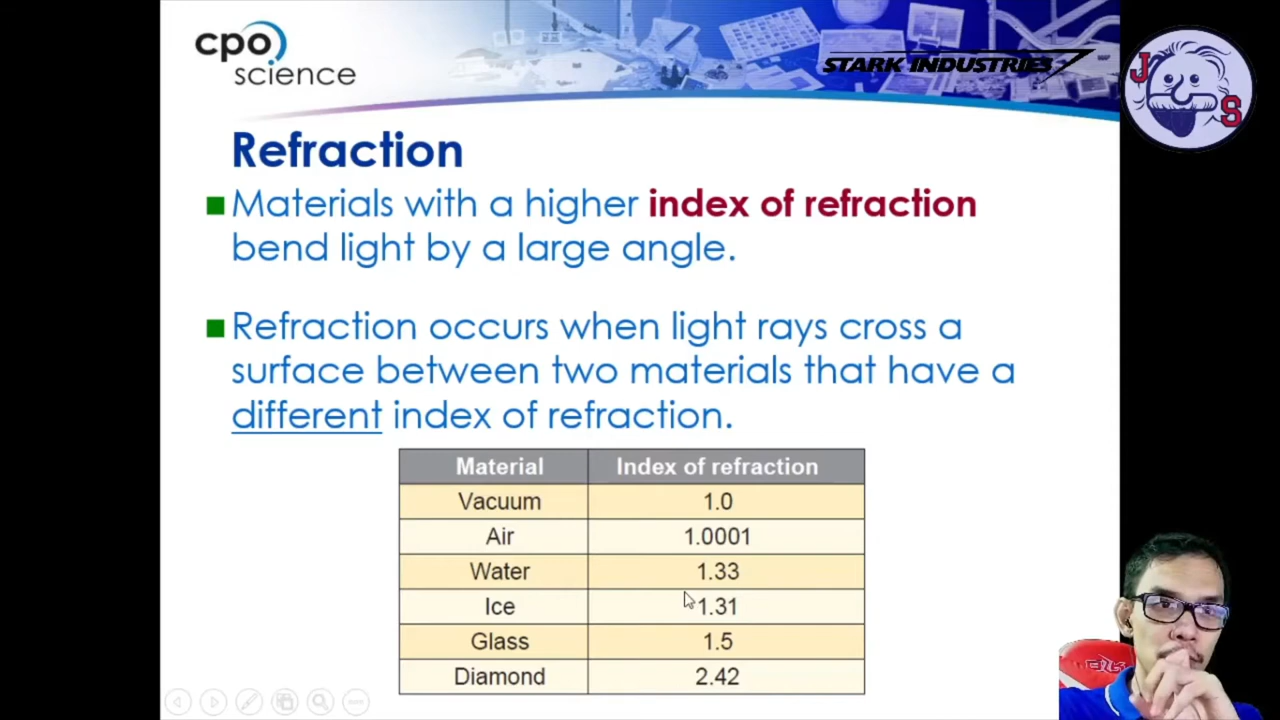 cpo
science
STARK INDUSTRIES
J
S
Refraction
Materials with a higher index of refraction
bend light by a large angle.
Refraction occurs when light rays cross a
surface between two materials that have a
different index of refraction.
Material Index of refraction
Vacuum 1.0
Air 1.0001
Water 1.33
Ice 1.31
Glass 1.5
Diamond 2.42